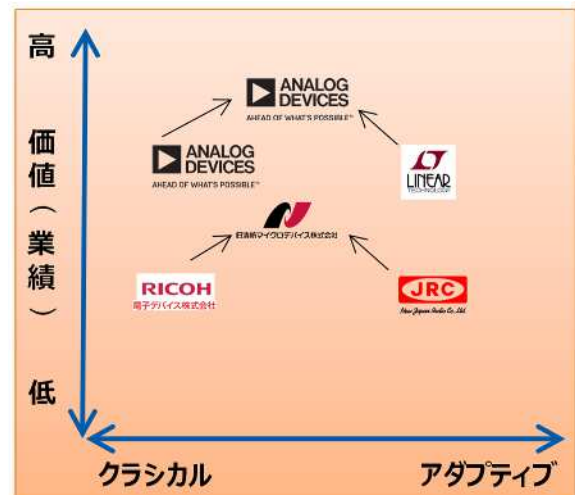 高
価値（業績）
低
ANALOG
DEVICES
AHEAD OF WHAT'S POSSIBLE™
ANALOG
DEVICES
AHEAD OF WHAT'S POSSIBLE™
LINEAR
TECHNOLOGY
日清紡マイクロデバイス株式会社
RICOH
電子デバイス株式会社
JRC
New Japan Radio Co.,Ltd.
クラシカル
アダプティブ